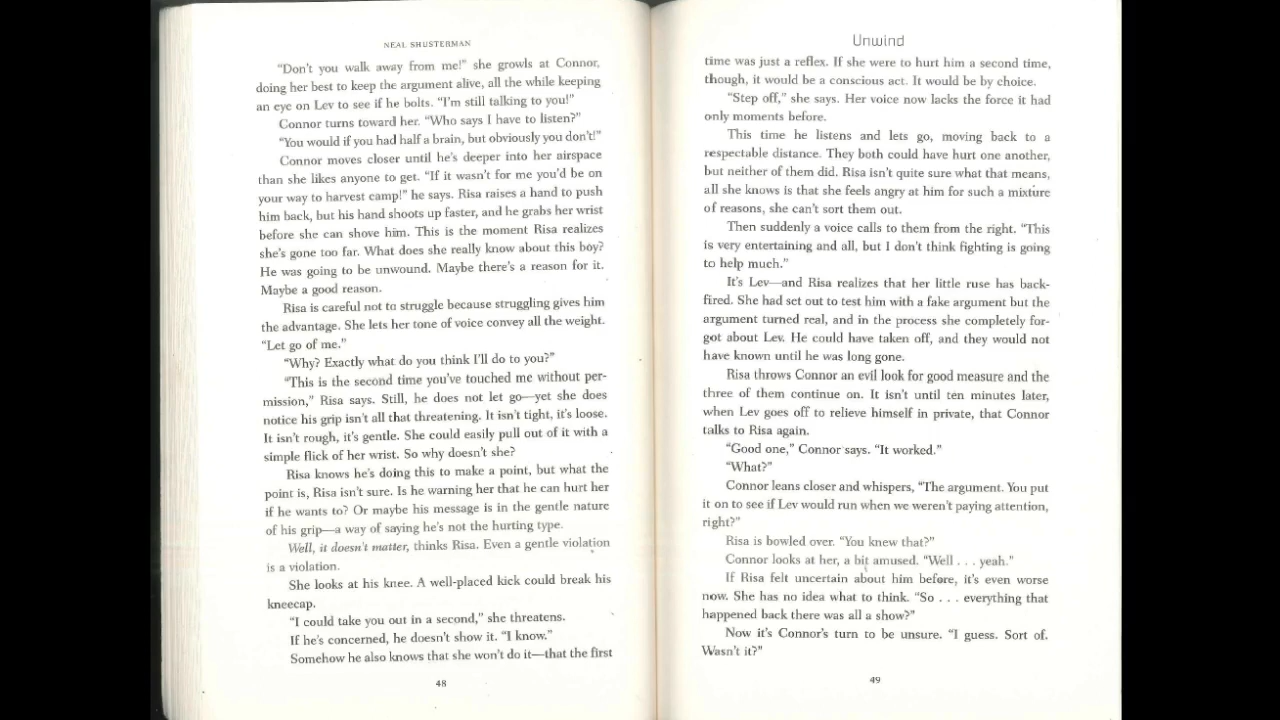 NEAL SHUSTERMAN
"Don't you walk away from me!" she growls at Connor,
doing her best to keep the argument alive, all the while keeping
an eye on Lev to see if he bolts. "I'm still talking to you!"
Connor turns toward her. "Who says I have to listen?"
"You would if you had half a brain, but obviously you don't!"
Connor moves closer until he's deeper into her airspace
than she likes anyone to get. "If it wasn't for me you'd be on
your way to harvest camp!" he says. Risa raises a hand to push
him back, but his hand shoots up faster, and he grabs her wrist
before she can shove him. This is the moment Risa realizes
she's gone too far. What does she really know about this boy?
He was going to be unwound. Maybe there's a reason for it.
Maybe a good reason.
Risa is careful not to struggle because struggling gives him
the advantage. She lets her tone of voice convey all the weight.
"Let go of me."
"Why? Exactly what do you think I'll do to you?"
"This is the second time you've touched me without per-
mission," Risa says. Still, he does not let go—yet she does
notice his grip isn't all that threatening. It isn't tight, it's loose.
It isn't rough, it's gentle. She could easily pull out of it with a
simple flick of her wrist. So why doesn't she?
Risa knows he's doing this to make a point, but what the
point is, Risa isn't sure. Is he warning her that he can hurt her
if he wants to? Or maybe his message is in the gentle nature
of his grip—a way of saying he's not the hurting type.
Well, it doesn't matter, thinks Risa. Even a gentle violation
is a violation.
She looks at his knee. A well-placed kick could break his
kneecap.
"I could take you out in a second," she threatens.
If he's concerned, he doesn't show it. "I know."
Somehow he also knows that she won't do it—that the first
48
Unwind
time was just a reflex. If she were to hurt him a second time,
though, it would be a conscious act. It would be by choice.
"Step off," she says. Her voice now lacks the force it had
only moments before.
This time he listens and lets go, moving back to a
respectable distance. They both could have hurt one another,
but neither of them did. Risa isn't quite sure what that means,
all she knows is that she feels angry at him for such a mixture
of reasons, she can't sort them out.
Then suddenly a voice calls to them from the right. "This
is very entertaining and all, but I don't think fighting is going
to help much."
It's Lev—and Risa realizes that her little ruse has back-
fired. She had set out to test him with a fake argument but the
argument turned real, and in the process she completely for-
got about Lev. He could have taken off, and they would not
have known until he was long gone.
Risa throws Connor an evil look for good measure and the
three of them continue on. It isn't until ten minutes later,
when Lev goes off to relieve himself in private, that Connor
talks to Risa again.
"Good one," Connor says. "It worked."
"What?"
Connor leans closer and whispers, "The argument. You put
it on to see if Lev would run when we weren't paying attention,
right?"
Risa is bowled over. "You knew that?"
Connor looks at her, a bit amused. "Well . . . yeah."
If Risa felt uncertain about him before, it's even worse
now. She has no idea what to think. "So . . . everything that
happened back there was all a show?"
Now it's Connor's turn to be unsure. "I guess. Sort of.
Wasn't it?"
49